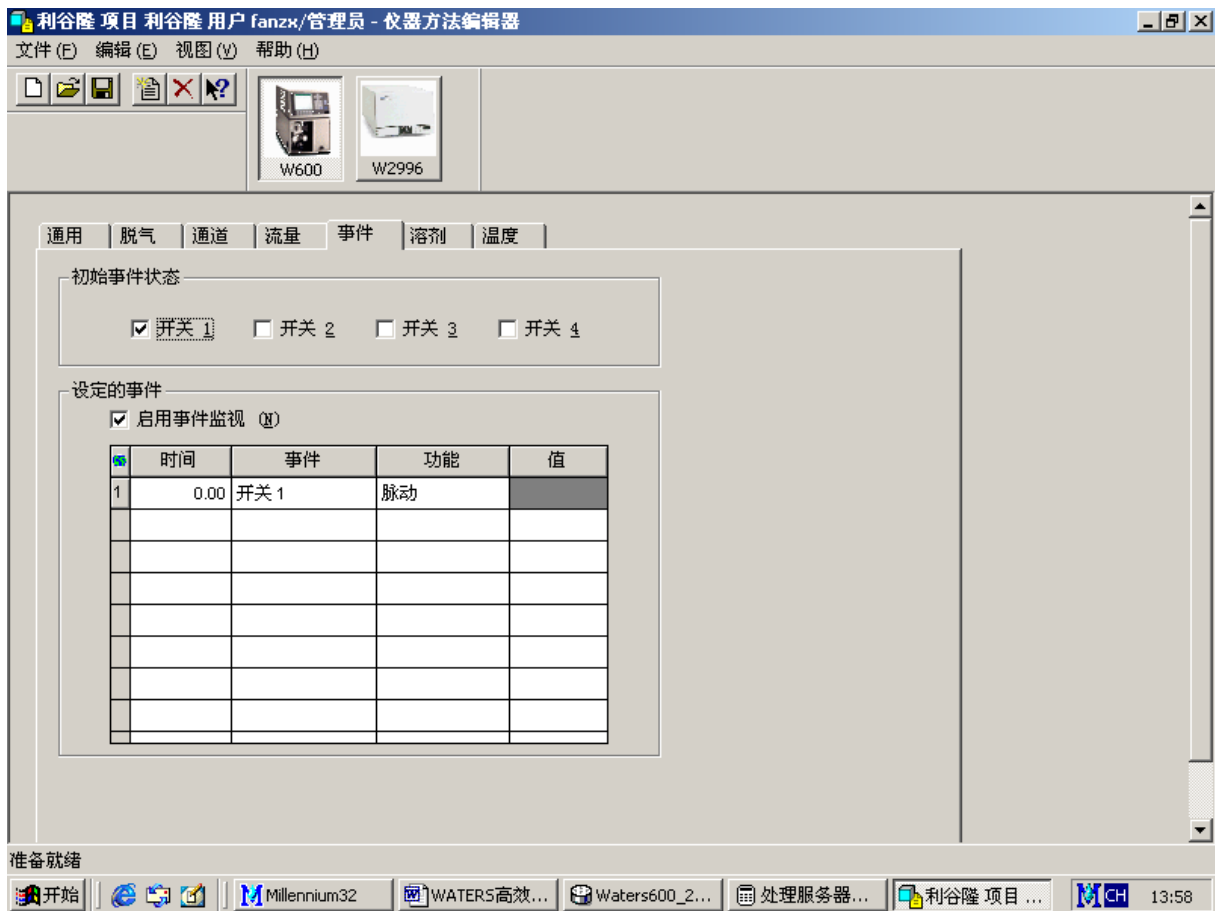 利谷隆 项目 利谷隆 用户 fanzx/管理员 - 仪器方法编辑器
文件(F) 编辑(E) 视图(V) 帮助(H)
W600 W2996
通用 脱气 通道 流量 事件 溶剂 温度
初始事件状态
开关 1 开关 2 开关 3 开关 4
设定的事件
启用事件监视 (N)
时间 事件 功能 值
1 0.00 开关 1 脉动
准备就绪
开始 Millennium32 WATERS高效... Waters600_2... 处理服务器... 利谷隆 项目 ... CH 13:58